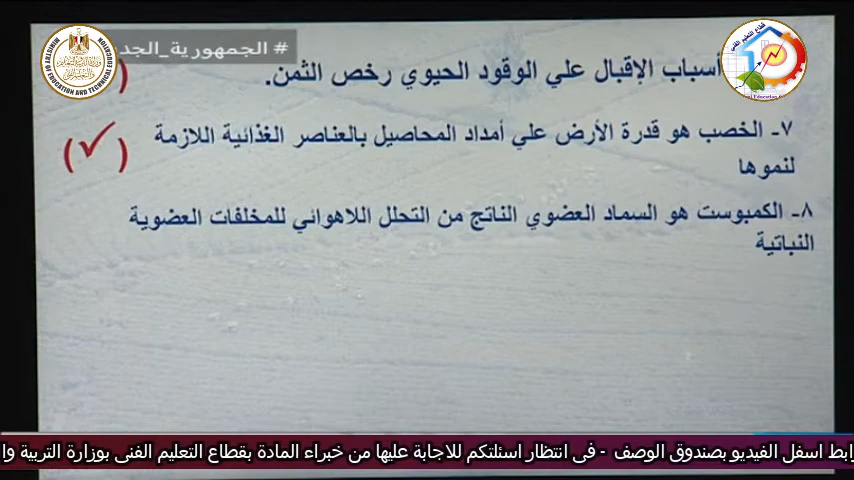 # الجمهورية_الجد
أسباب الإقبال علي الوقود الحيوي رخص الثمن. )
٧- الخصب هو قدرة الأرض علي أمداد المحاصيل بالعناصر الغذائية اللازمة (✓)
لنموها
٨- الكمبوست هو السماد العضوي الناتج من التحلل اللاهوائي للمخلفات العضوية
النباتية
رابط اسفل الفيديو بصندوق الوصف - فى انتظار اسئلتكم للاجابة عليها من خبراء المادة بقطاع التعليم الفنى بوزارة التربية وا